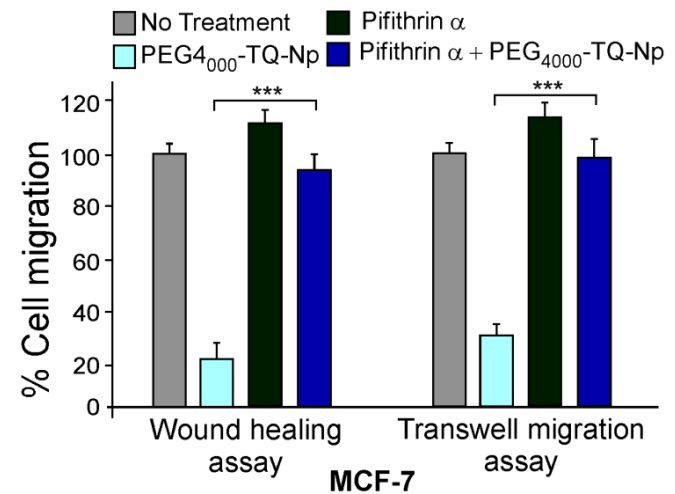 No Treatment
Pifithrin α
PEG4000-TQ-Np
Pifithrin α + PEG4000-TQ-Np
% Cell migration
120
100
80
60
40
20
0
***
***
Wound healing
assay
Transwell migration
assay
MCF-7